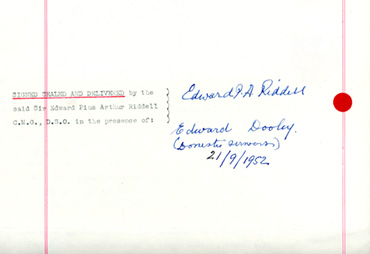 SIGNED SEALED AND DELIVERED by the
said Sir Edward Pius Arthur Riddell
C.M.G., D.S.O. in the presence of:
Edward P. A. Riddell
Edward Dooley.
(Domestic Servant)
21/9/1952